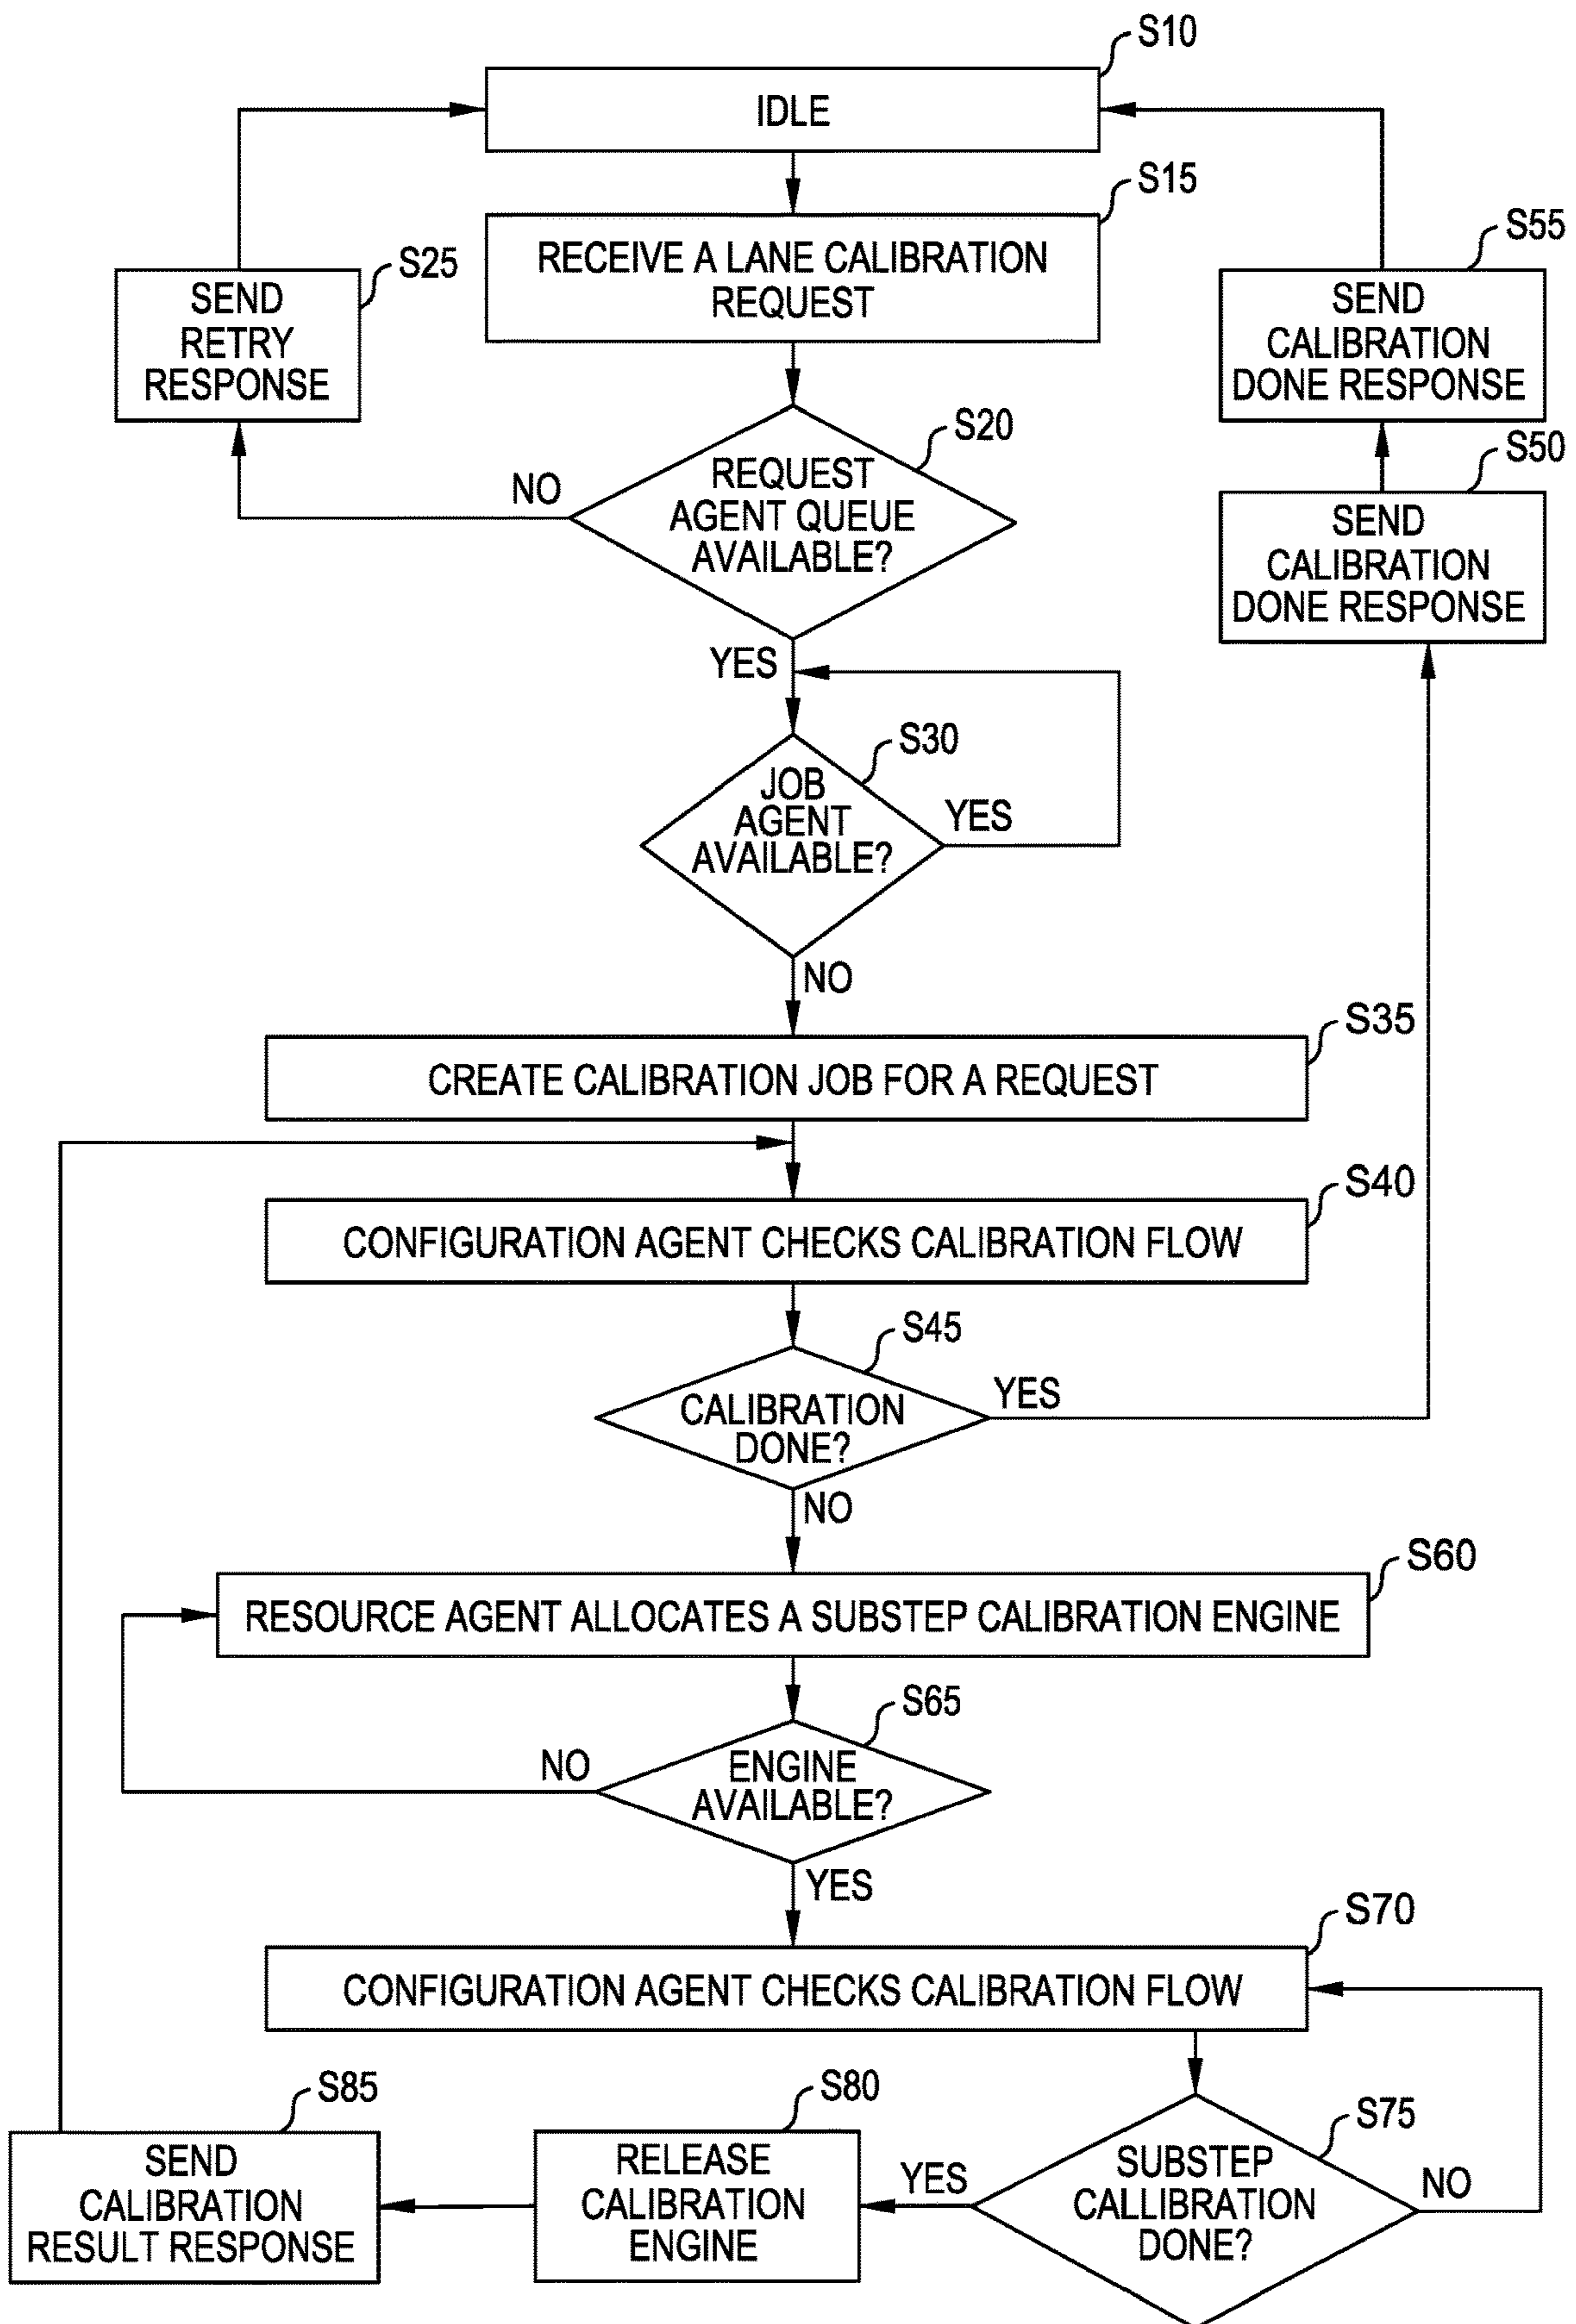 S10
IDLE
S15
RECEIVE A LANE CALIBRATION
REQUEST
S25
SEND
RETRY
RESPONSE
S55
SEND
CALIBRATION
DONE RESPONSE
S20
REQUEST
AGENT QUEUE
AVAILABLE?
NO
YES
S50
SEND
CALIBRATION
DONE RESPONSE
S30
JOB
AGENT
AVAILABLE?
YES
NO
S35
CREATE CALIBRATION JOB FOR A REQUEST
S40
CONFIGURATION AGENT CHECKS CALIBRATION FLOW
S45
CALIBRATION
DONE?
YES
NO
S60
RESOURCE AGENT ALLOCATES A SUBSTEP CALIBRATION ENGINE
S65
ENGINE
AVAILABLE?
NO
YES
S70
CONFIGURATION AGENT CHECKS CALIBRATION FLOW
S75
SUBSTEP
CALLIBRATION
DONE?
NO
YES
S80
RELEASE
CALIBRATION
ENGINE
S85
SEND
CALIBRATION
RESULT RESPONSE